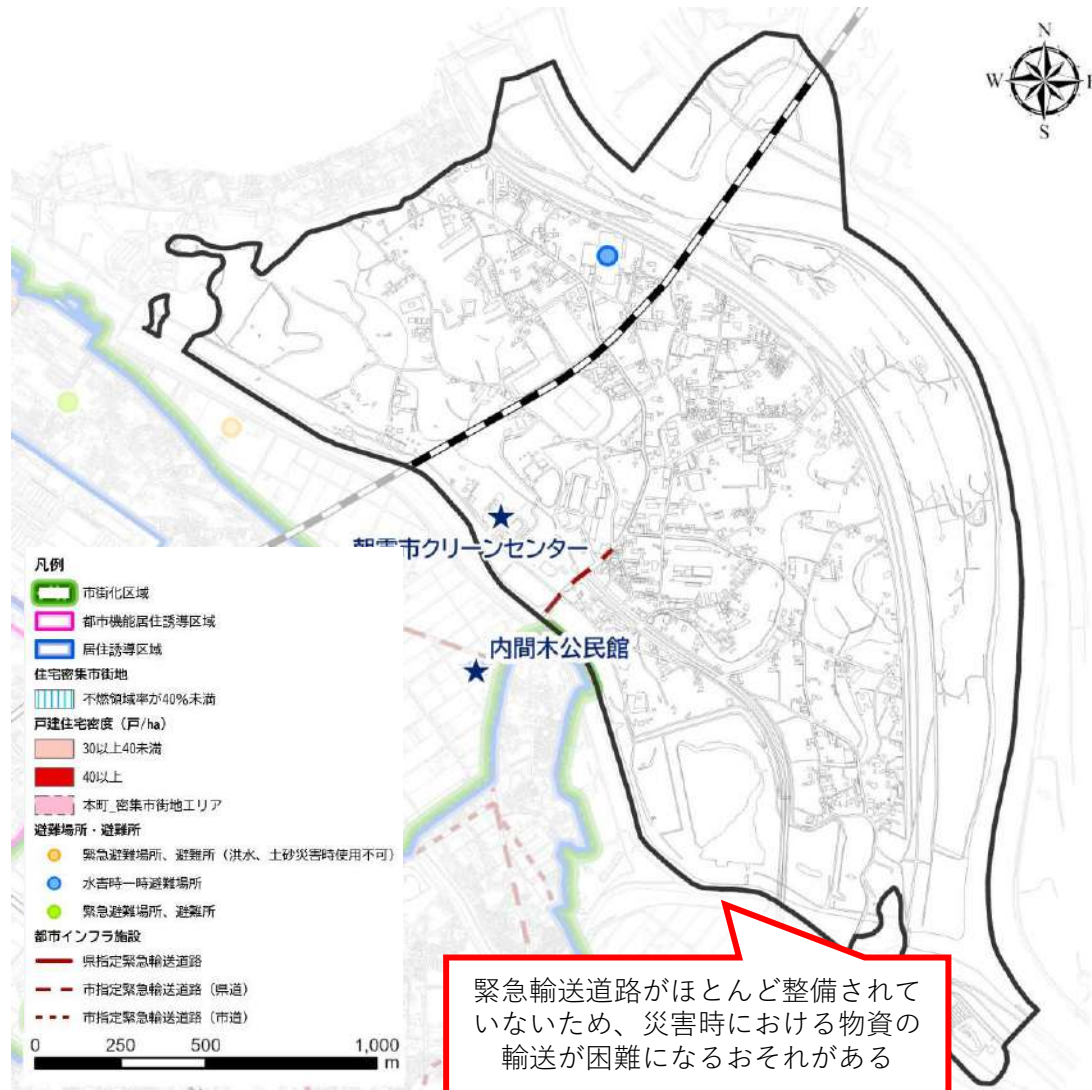 N
W
E
S
朝霞市クリーンセンター
内間木公民館
凡例
市街化区域
都市機能居住誘導区域
居住誘導区域
住宅密集市街地
不燃領域率が40%未満
戸建住宅密度（戸/ha）
30以上40未満
40以上
本町_密集市街地エリア
避難場所・避難所
緊急避難場所、避難所（洪水、土砂災害時使用不可）
水害時一時避難場所
緊急避難場所、避難所
都市インフラ施設
県指定緊急輸送道路
市指定緊急輸送道路（県道）
市指定緊急輸送道路（市道）
0 250 500 1,000
m
緊急輸送道路がほとんど整備されて
いないため、災害時における物資の
輸送が困難になるおそれがある